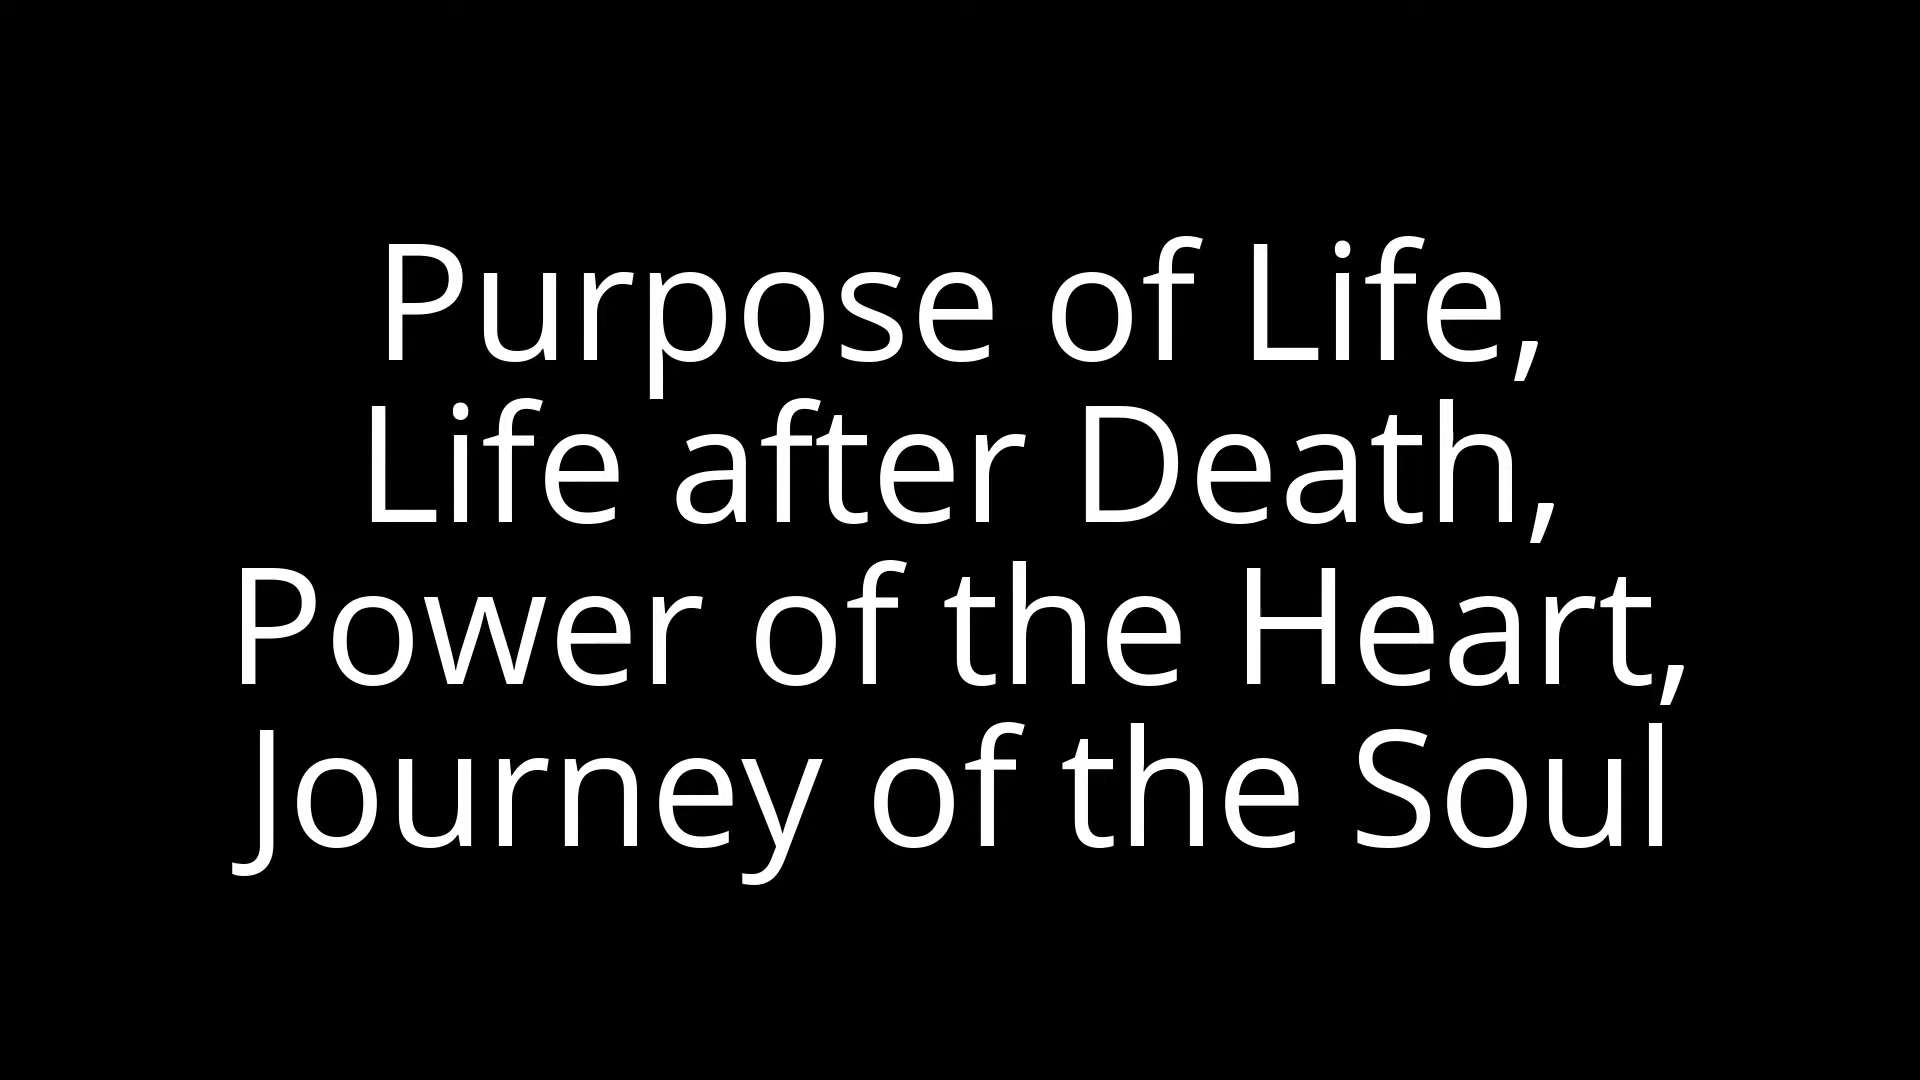 Purpose of Life,
Life after Death,
Power of the Heart,
Journey of the Soul